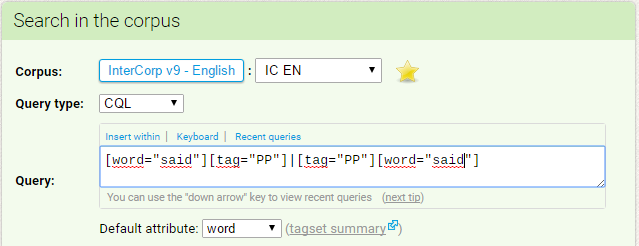 Search in the corpus
Corpus: InterCorp v9 - English : IC EN
Query type: CQL
Insert within | Keyboard | Recent queries
[word="said"][tag="PP"]|[tag="PP"][word="said"]
Query:
You can use the "down arrow" key to view recent queries (next tip)
Default attribute: word (tagset summary)